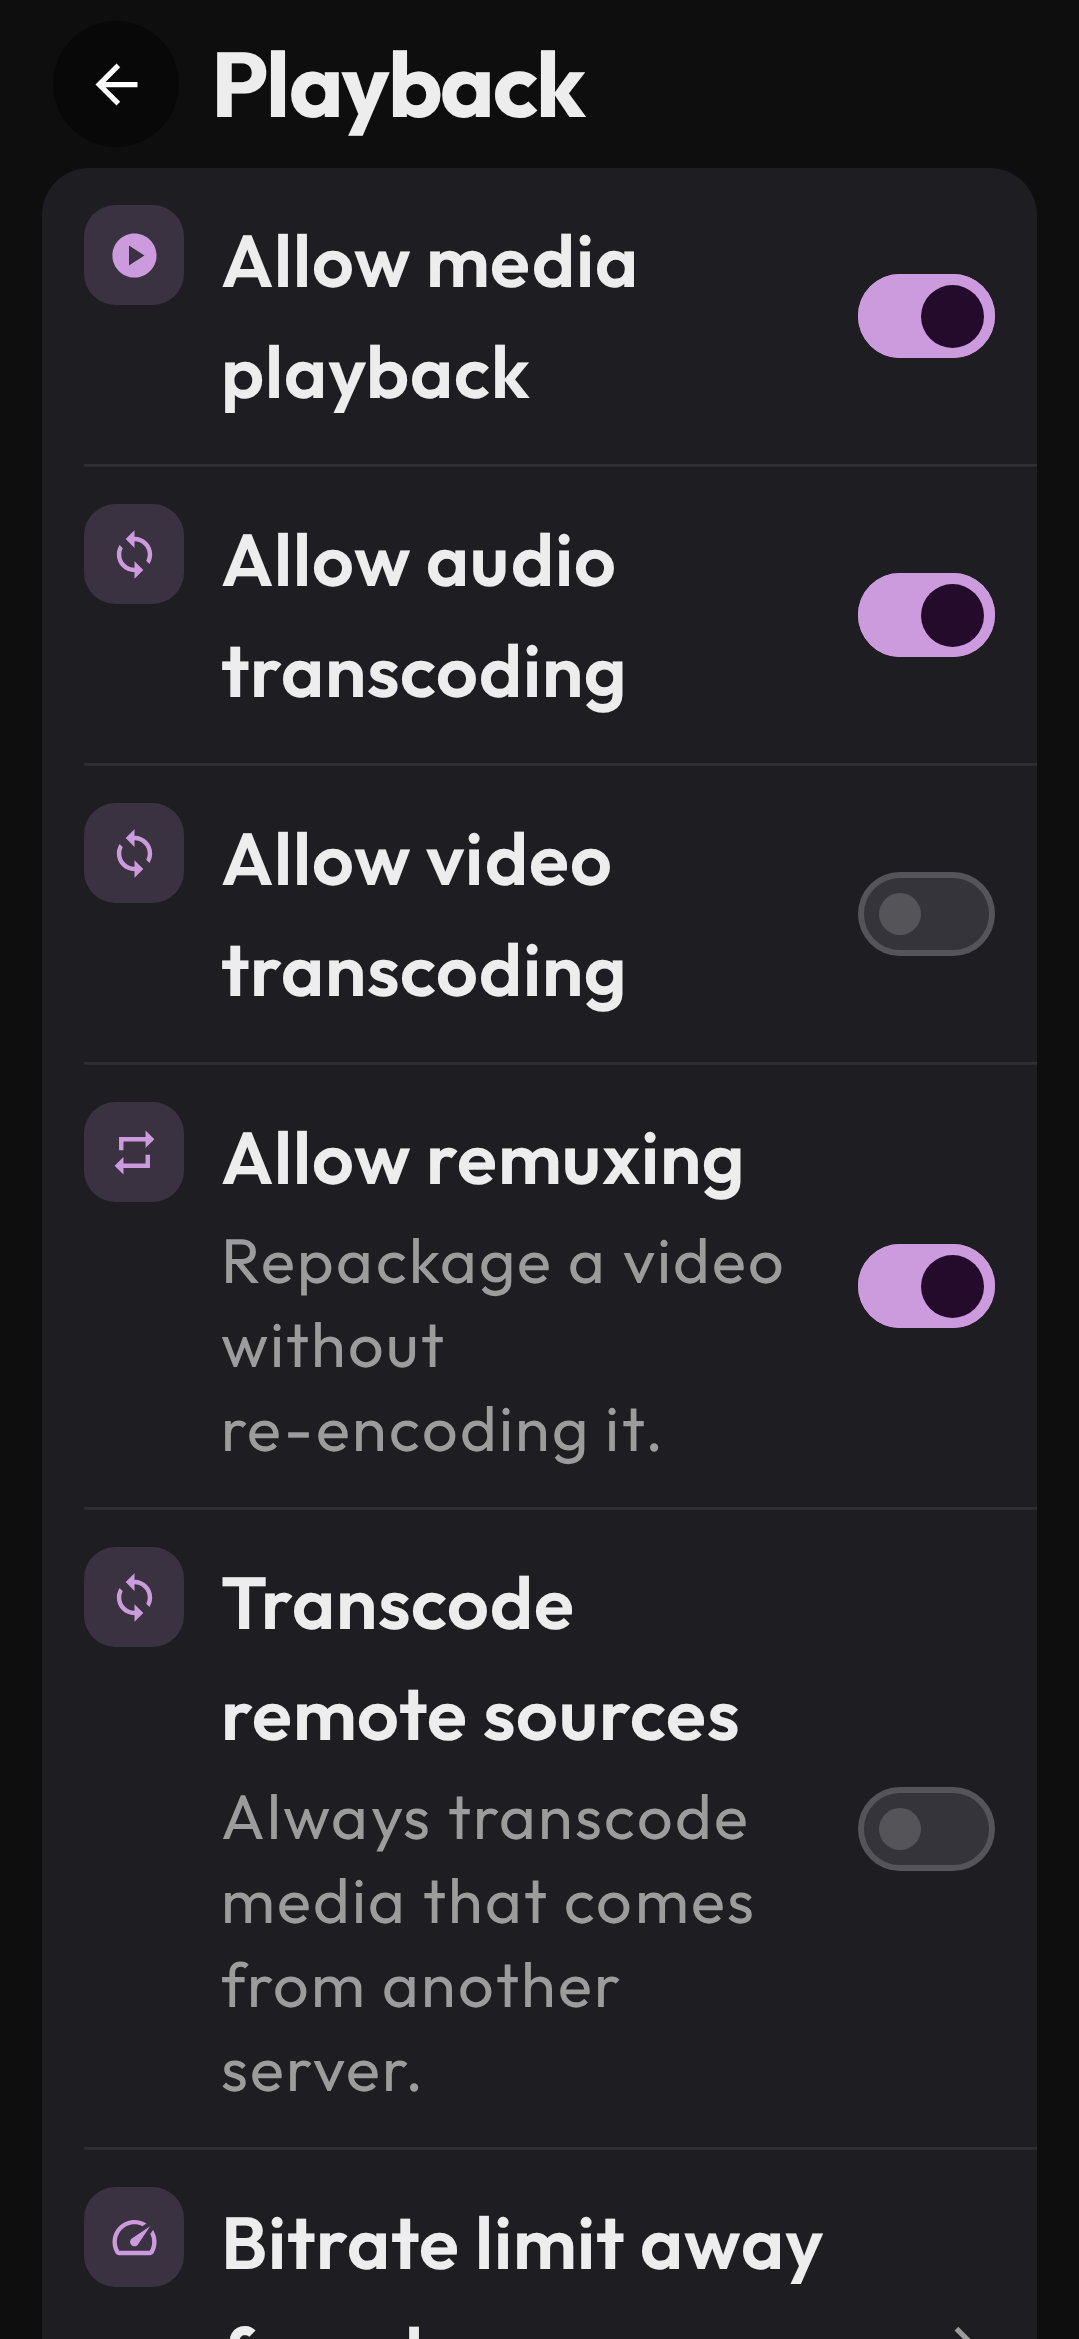 Playback
Allow media
playback
Allow audio
transcoding
Allow video
transcoding
Allow remuxing
Repackage a video
without
re-encoding it.
Transcode
remote sources
Always transcode
media that comes
from another
server.
Bitrate limit away